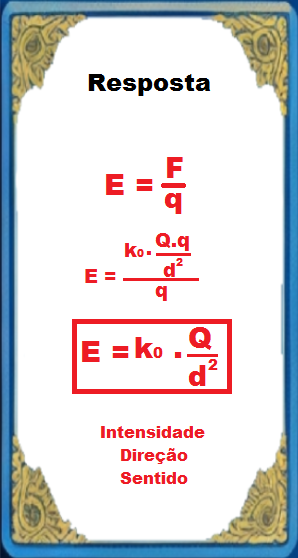 Resposta
E = F/q
E = (k₀ . Q.q/d²)/q
E = k₀ . Q/d²
Intensidade
Direção
Sentido